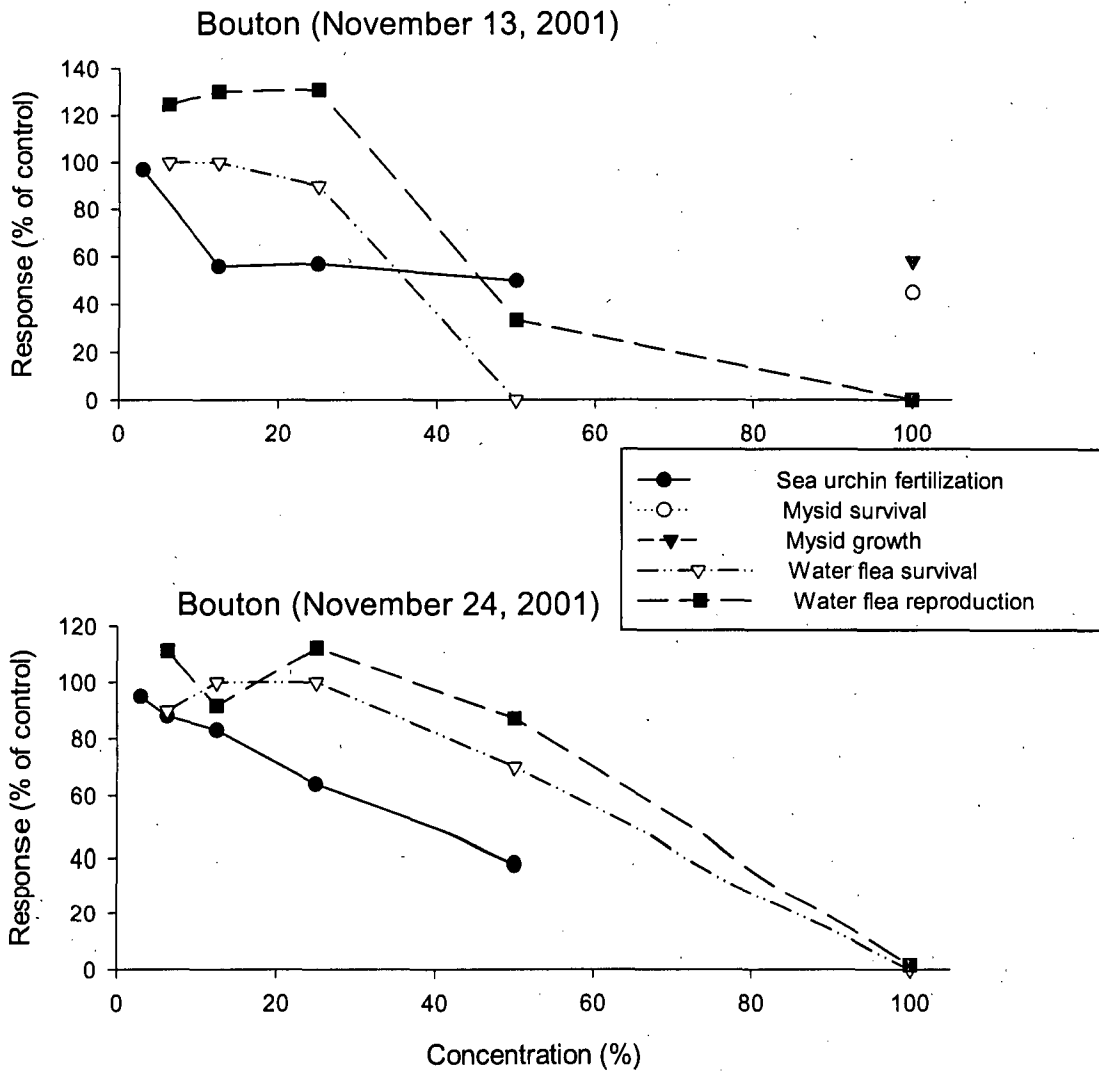 Bouton (November 13, 2001)
Response (% of control)
140
120
100
80
60
40
20
0
0 20 40 60 80 100
Sea urchin fertilization
Mysid survival
Mysid growth
Water flea survival
Water flea reproduction
Bouton (November 24, 2001)
Response (% of control)
120
100
80
60
40
20
0
0 20 40 60 80 100
Concentration (%)